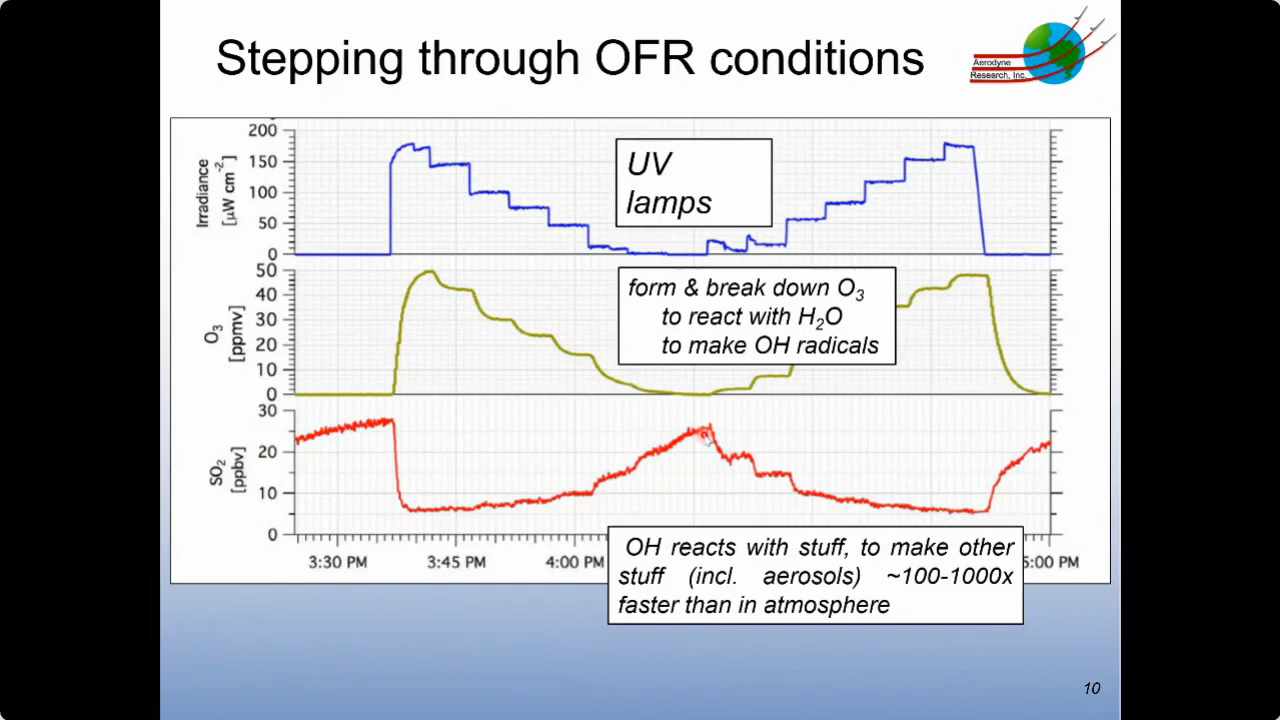 Stepping through OFR conditions
Aerodyne
Research, Inc.
200
150
100
50
0
Irradiance
[µW cm⁻²]
UV
lamps
50
40
30
20
10
0
O₃
[ppmv]
form & break down O₃
to react with H₂O
to make OH radicals
30
20
10
0
SO₂
[ppbv]
3:30 PM 3:45 PM 4:00 PM 5:00 PM
OH reacts with stuff, to make other
stuff (incl. aerosols) ~100-1000x
faster than in atmosphere
10